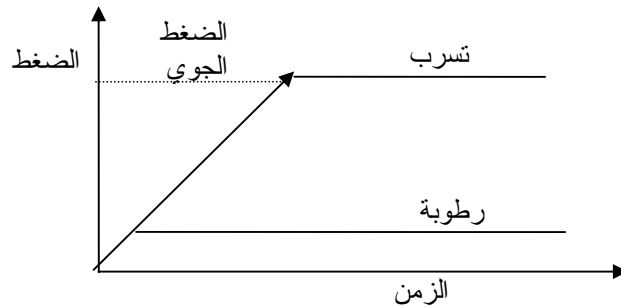 الضغط
الجوي
الضغط
تسرب
رطوبة
الزمن